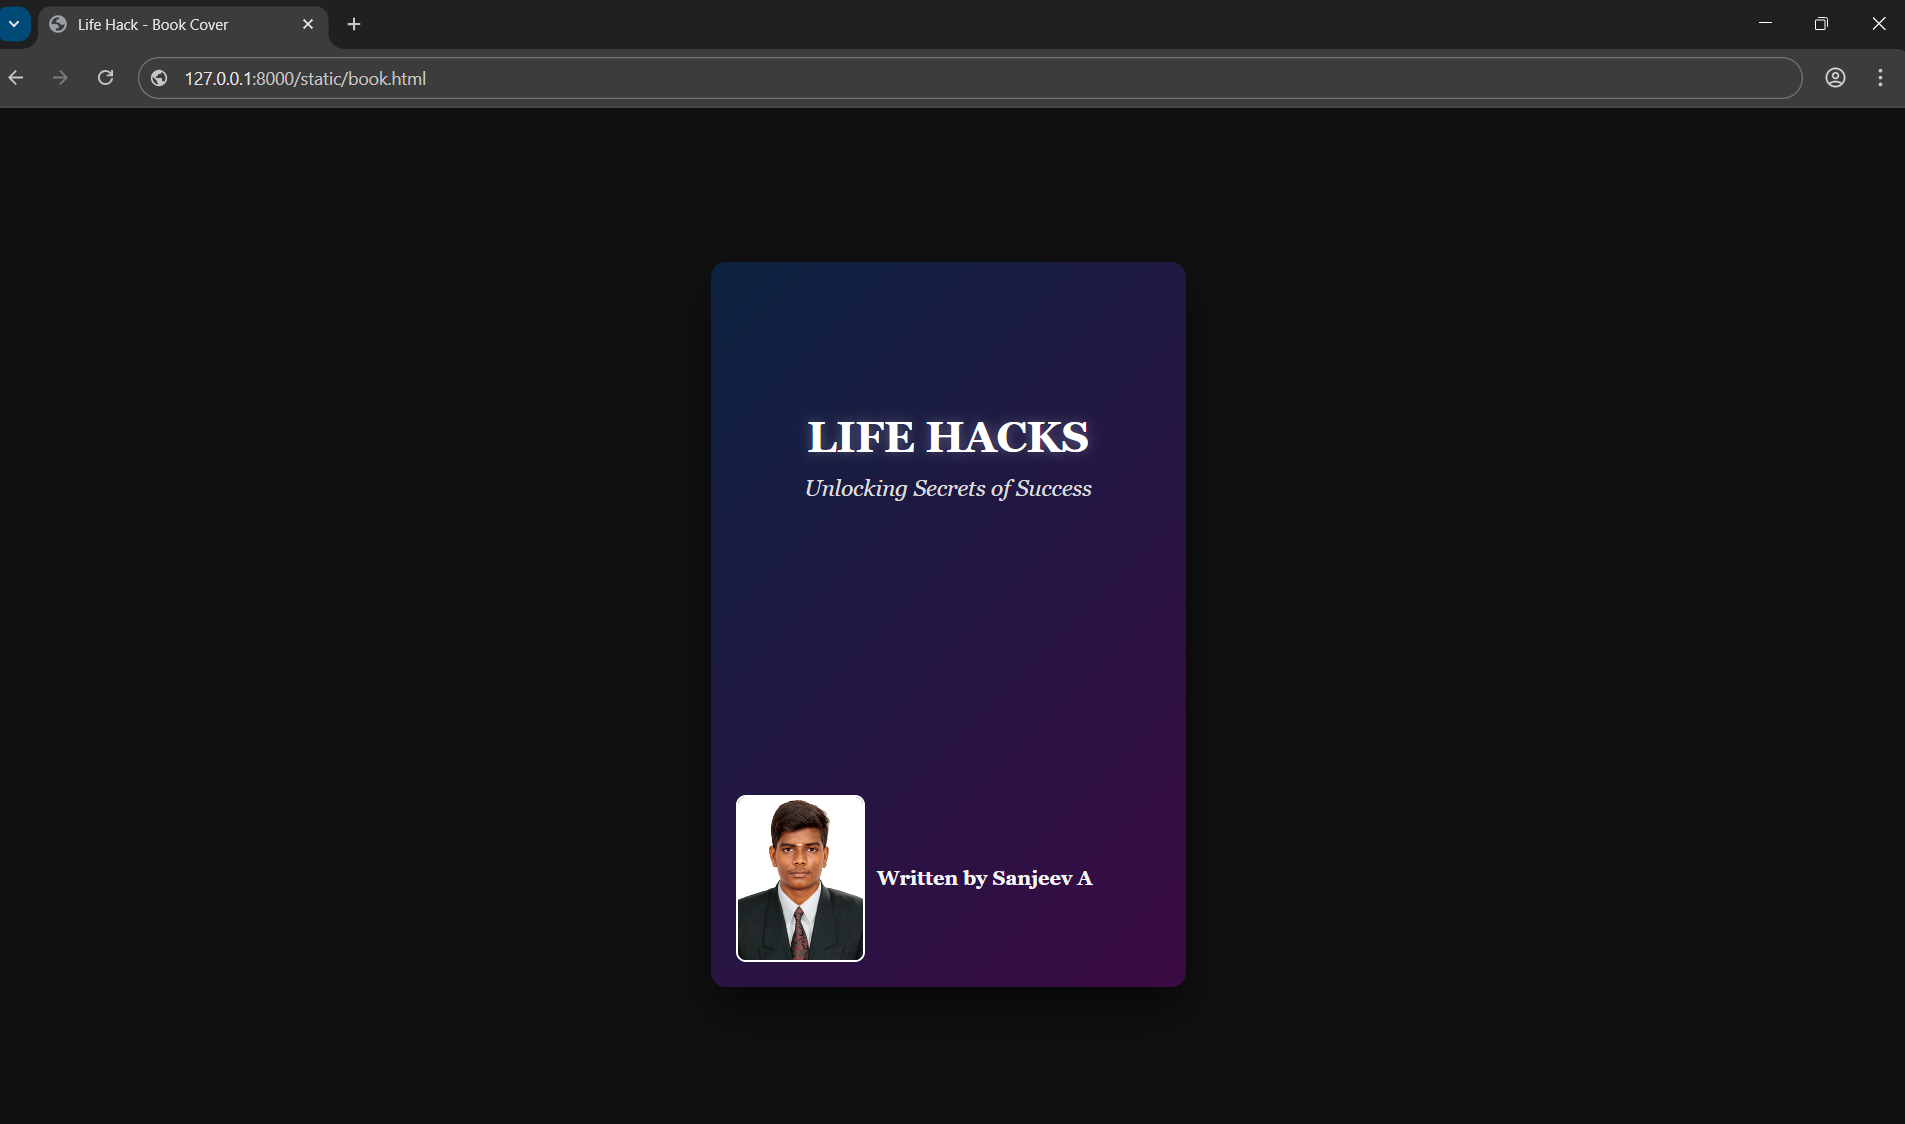 Life Hack - Book Cover
127.0.0.1:8000/static/book.html
LIFE HACKS
Unlocking Secrets of Success
Written by Sanjeev A